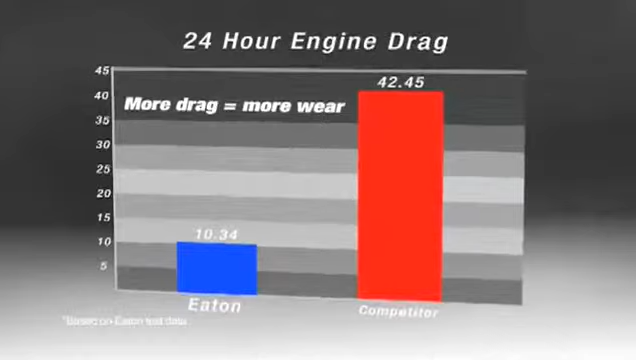 24 Hour Engine Drag
45
40
35
30
25
20
15
10
5
More drag = more wear
42.45
10.34
Eaton
Competitor
*Based on Eaton test data